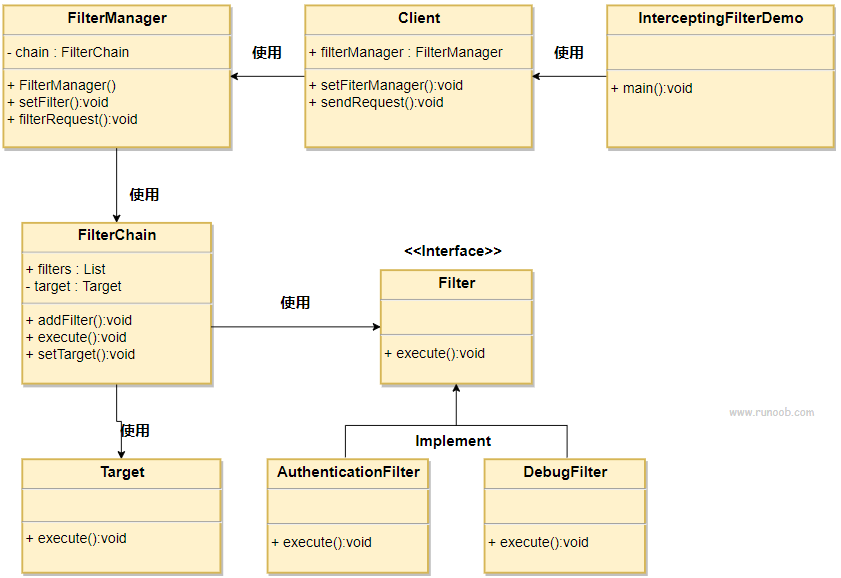 FilterManager
- chain : FilterChain
+ FilterManager()
+ setFilter():void
+ filterRequest():void
使用
Client
+ filterManager : FilterManager
+ setFiterManager():void
+ sendRequest():void
使用
InterceptingFilterDemo
+ main():void
使用
FilterChain
+ filters : List
- target : Target
+ addFilter():void
+ execute():void
+ setTarget():void
使用
<<Interface>>
Filter
+ execute():void
www.runoob.com
使用
Implement
Target
+ execute():void
AuthenticationFilter
+ execute():void
DebugFilter
+ execute():void